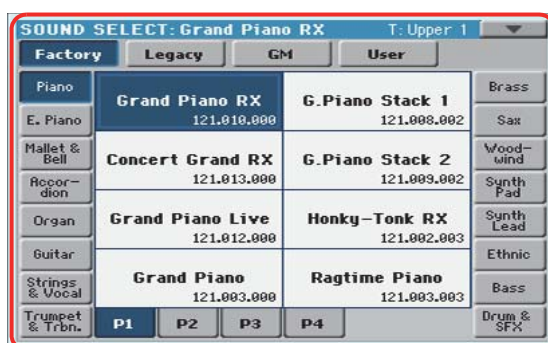 SOUND SELECT: Grand Piano RX T: Upper 1
Factory Legacy GM User
Piano
E. Piano
Mallet &
Bell
Accor-
dion
Organ
Guitar
Strings
& Vocal
Trumpet
& Trbn.
Grand Piano RX
121.010.000
G.Piano Stack 1
121.008.002
Concert Grand RX
121.013.000
G.Piano Stack 2
121.009.002
Grand Piano Live
121.012.000
Honky-Tonk RX
121.002.003
Grand Piano
121.003.000
Ragtime Piano
121.003.003
P1 P2 P3 P4
Brass
Sax
Wood-
wind
Synth
Pad
Synth
Lead
Ethnic
Bass
Drum &
SFX